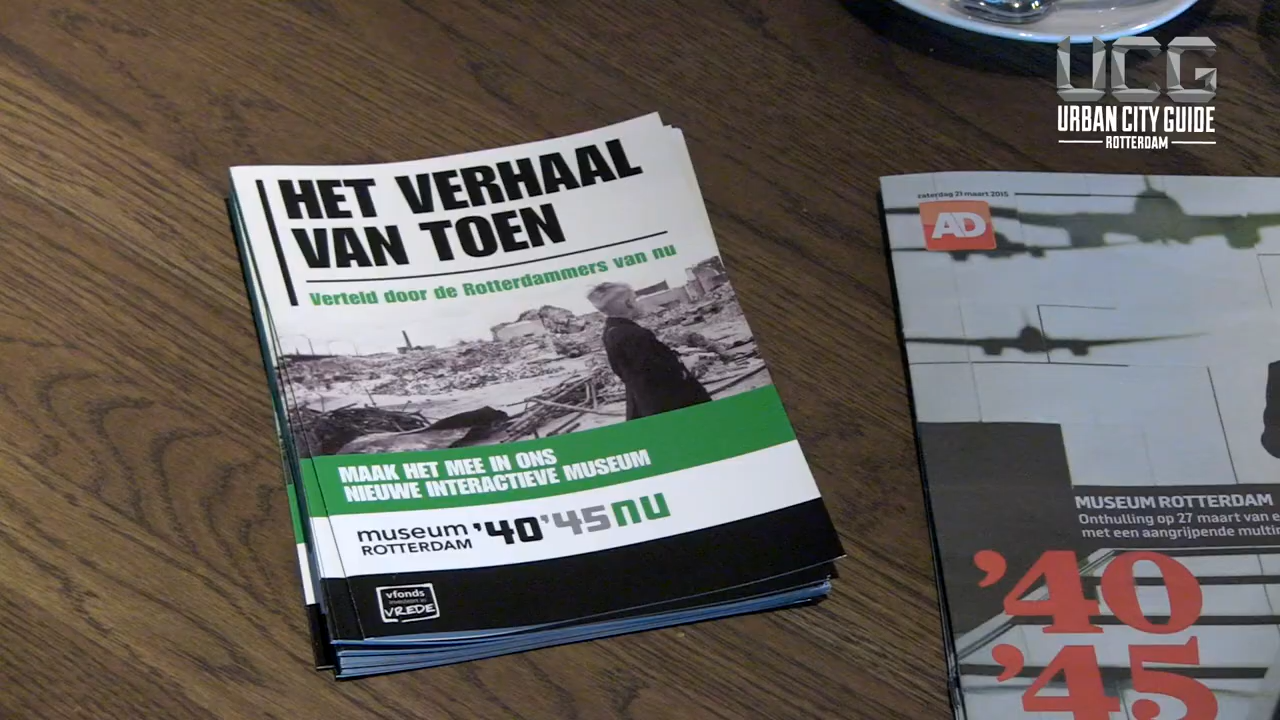 UCG
URBAN CITY GUIDE
ROTTERDAM
HET VERHAAL
VAN TOEN
Verteld door de Rotterdammers van nu
MAAK HET MEE IN ONS
NIEUWE INTERACTIEVE MUSEUM
museum '40'45NU
ROTTERDAM
vfonds
investeert in
VREDE
zaterdag 21 maart 2015
AD
MUSEUM ROTTERDAM
Onthulling op 27 maart van e
met een aangrijpende multi
'40
'45